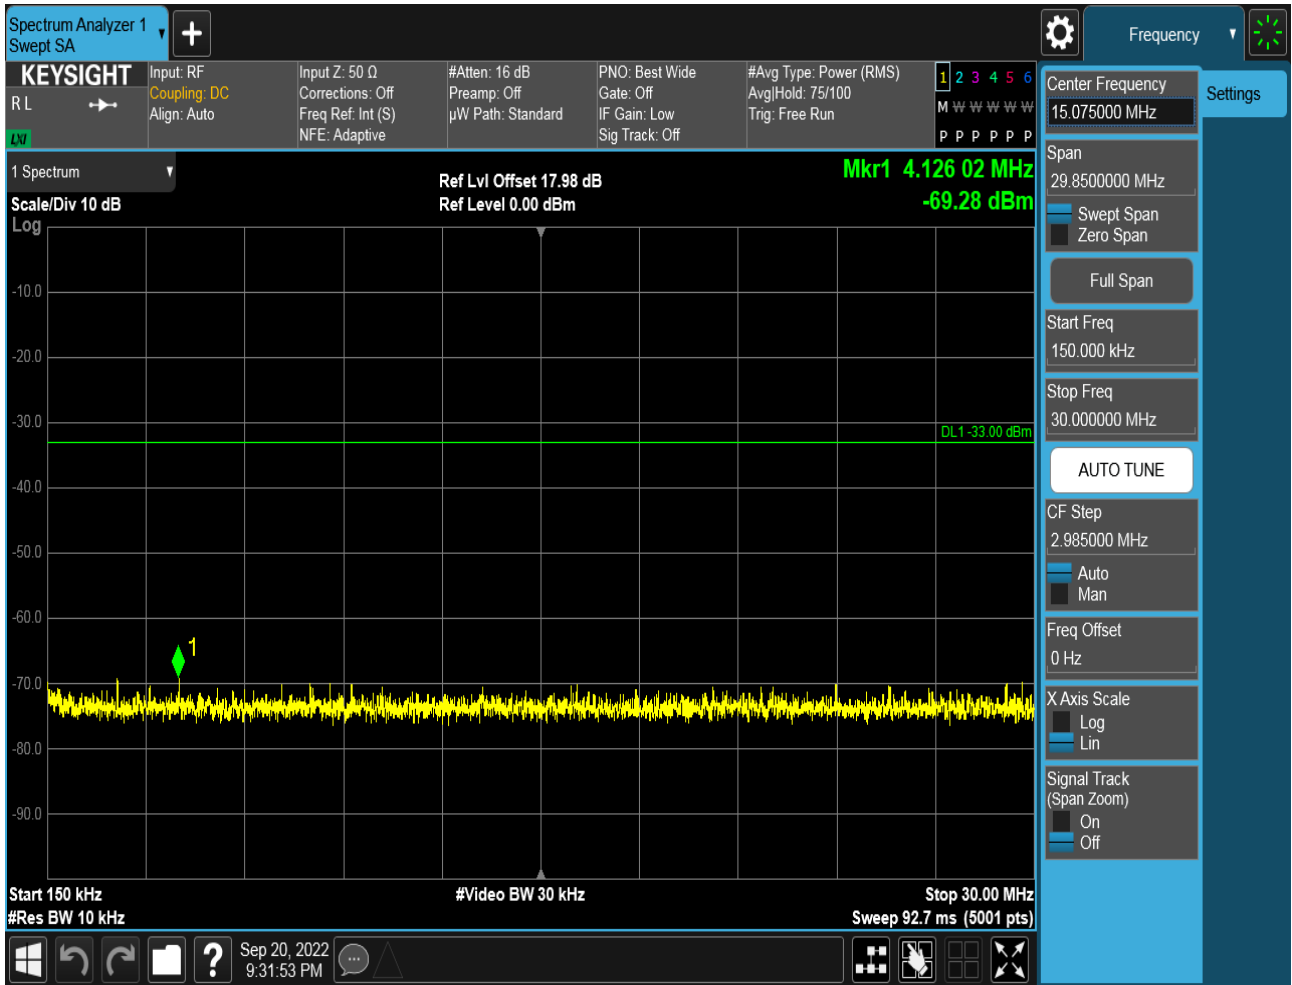 Spectrum Analyzer 1
Swept SA
Frequency
KEYSIGHT
R L
LXI
Input: RF
Coupling: DC
Align: Auto
Input Z: 50 Ω
Corrections: Off
Freq Ref: Int (S)
NFE: Adaptive
#Atten: 16 dB
Preamp: Off
µW Path: Standard
PNO: Best Wide
Gate: Off
IF Gain: Low
Sig Track: Off
#Avg Type: Power (RMS)
Avg|Hold: 75/100
Trig: Free Run
1 2 3 4 5 6
M W W W W W
P P P P P P
1 Spectrum
Scale/Div 10 dB
Log
Ref Lvl Offset 17.98 dB
Ref Level 0.00 dBm
Mkr1 4.126 02 MHz
-69.28 dBm
-10.0
-20.0
-30.0
DL1 -33.00 dBm
-40.0
-50.0
-60.0
1
-70.0
-80.0
-90.0
Start 150 kHz
#Res BW 10 kHz
#Video BW 30 kHz
Stop 30.00 MHz
Sweep 92.7 ms (5001 pts)
Sep 20, 2022
9:31:53 PM
Center Frequency
15.075000 MHz
Settings
Span
29.8500000 MHz
Swept Span
Zero Span
Full Span
Start Freq
150.000 kHz
Stop Freq
30.000000 MHz
AUTO TUNE
CF Step
2.985000 MHz
Auto
Man
Freq Offset
0 Hz
X Axis Scale
Log
Lin
Signal Track
(Span Zoom)
On
Off